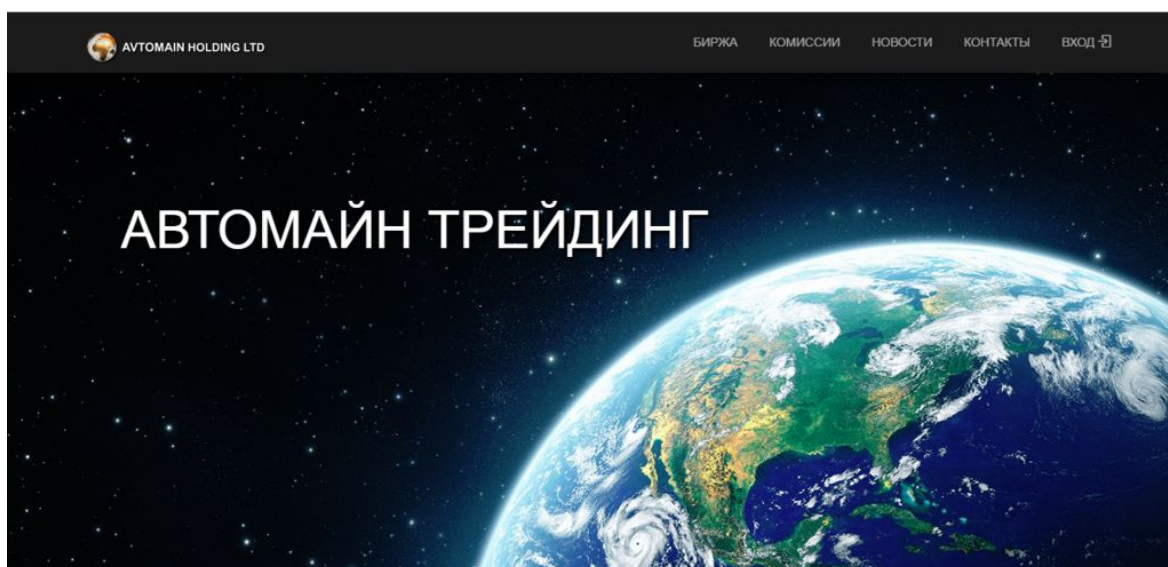 AVTOMAIN HOLDING LTD
БИРЖА КОМИССИИ НОВОСТИ КОНТАКТЫ ВХОД
АВТОМАЙН ТРЕЙДИНГ